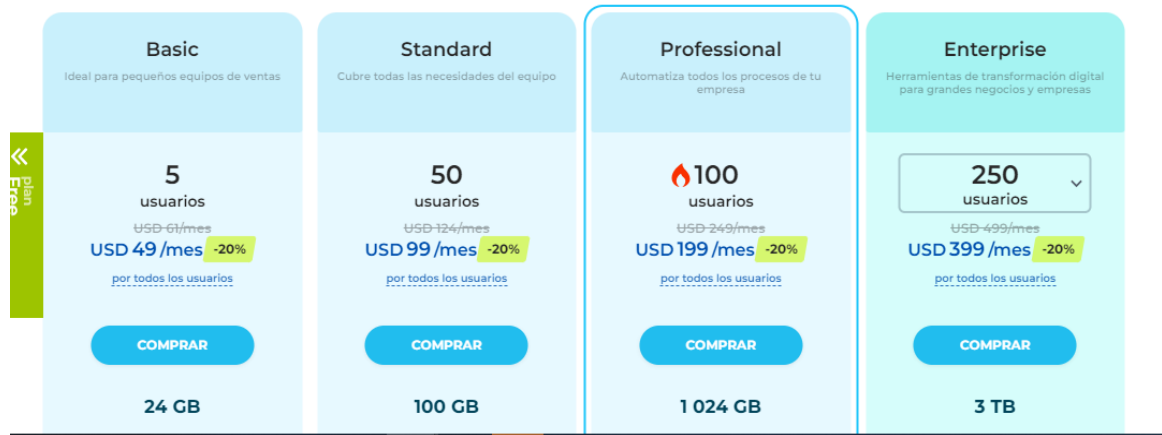 Basic
Ideal para pequeños equipos de ventas
5
usuarios
USD 61/mes
USD 49 /mes -20%
por todos los usuarios
COMPRAR
24 GB
Standard
Cubre todas las necesidades del equipo
50
usuarios
USD 124/mes
USD 99 /mes -20%
por todos los usuarios
COMPRAR
100 GB
Professional
Automatiza todos los procesos de tu
empresa
100
usuarios
USD 249/mes
USD 199 /mes -20%
por todos los usuarios
COMPRAR
1 024 GB
Enterprise
Herramientas de transformación digital
para grandes negocios y empresas
250
usuarios
USD 499/mes
USD 399 /mes -20%
por todos los usuarios
COMPRAR
3 TB
plan
Free